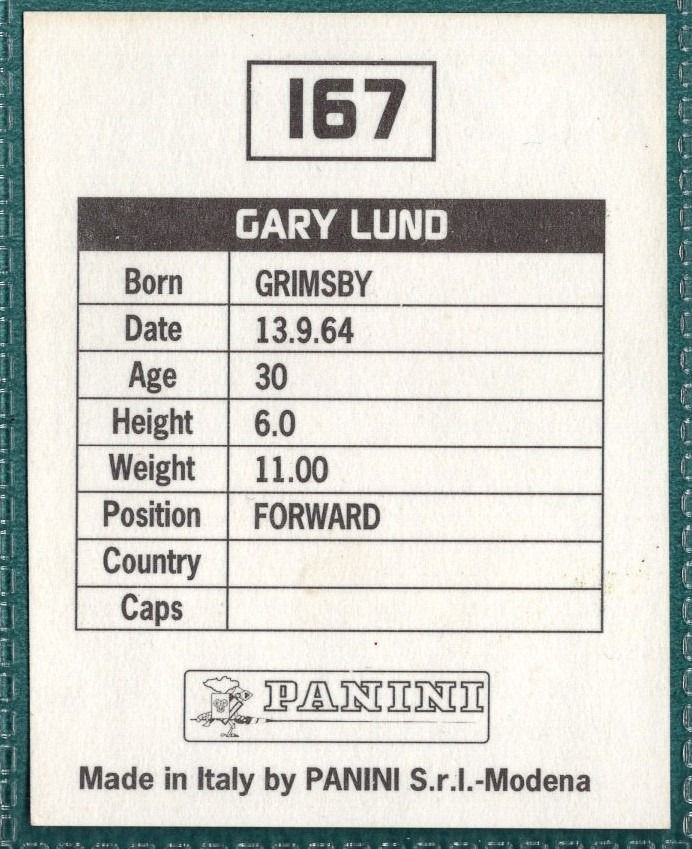 167
GARY LUND
Born GRIMSBY
Date 13.9.64
Age 30
Height 6.0
Weight 11.00
Position FORWARD
Country
Caps
PANINI
Made in Italy by PANINI S.r.l.-Modena